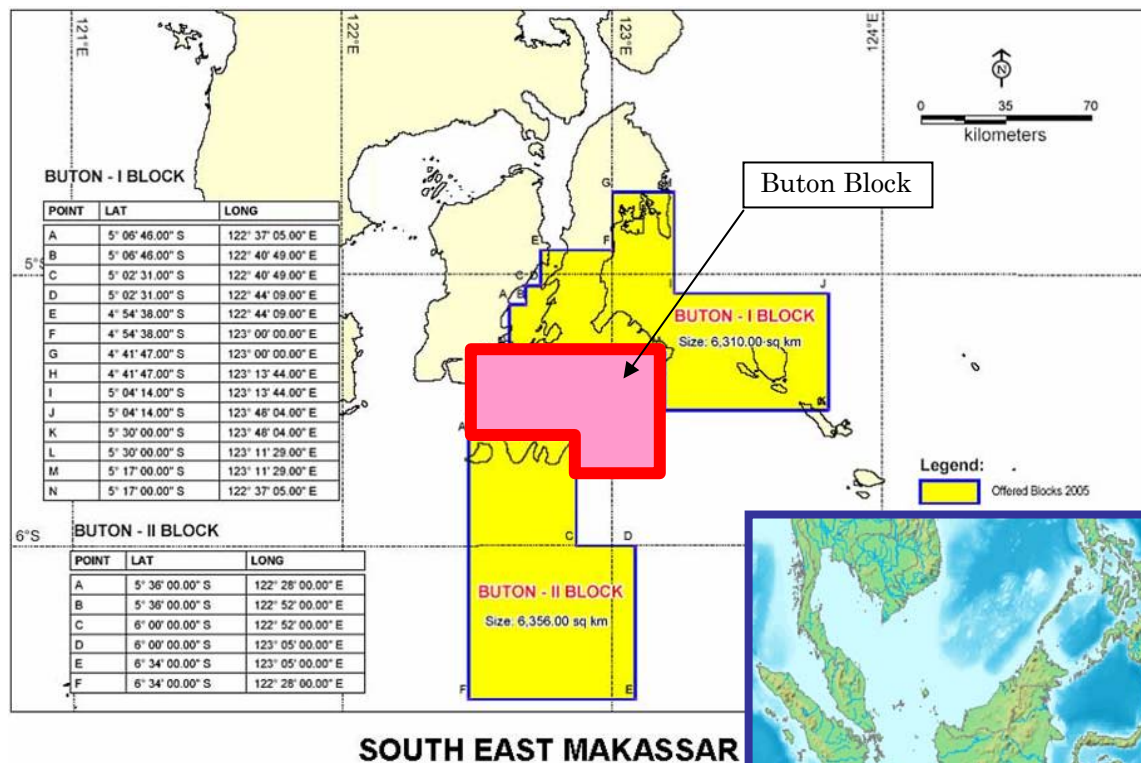 121°E
122°E
123°E
124°E
N
0 35 70
kilometers
BUTON - I BLOCK
POINT LAT LONG
A 5° 06' 46.00" S 122° 37' 05.00" E
B 5° 06' 46.00" S 122° 40' 49.00" E
C 5° 02' 31.00" S 122° 40' 49.00" E
D 5° 02' 31.00" S 122° 44' 09.00" E
E 4° 54' 38.00" S 122° 44' 09.00" E
F 4° 54' 38.00" S 123° 00' 00.00" E
G 4° 41' 47.00" S 123° 00' 00.00" E
H 4° 41' 47.00" S 123° 13' 44.00" E
I 5° 04' 14.00" S 123° 13' 44.00" E
J 5° 04' 14.00" S 123° 48' 04.00" E
K 5° 30' 00.00" S 123° 48' 04.00" E
L 5° 30' 00.00" S 123° 11' 29.00" E
M 5° 17' 00.00" S 123° 11' 29.00" E
N 5° 17' 00.00" S 122° 37' 05.00" E
Buton Block
G H
E F
5°S
C D
A B
I J
BUTON - I BLOCK
Size: 6,310.00 sq km
K
A
Legend:
Offered Blocks 2005
6°S
BUTON - II BLOCK
POINT LAT LONG
A 5° 36' 00.00" S 122° 28' 00.00" E
B 5° 36' 00.00" S 122° 52' 00.00" E
C 6° 00' 00.00" S 122° 52' 00.00" E
D 6° 00' 00.00" S 123° 05' 00.00" E
E 6° 34' 00.00" S 123° 05' 00.00" E
F 6° 34' 00.00" S 122° 28' 00.00" E
C D
BUTON - II BLOCK
Size: 6,356.00 sq km
F E
SOUTH EAST MAKASSAR